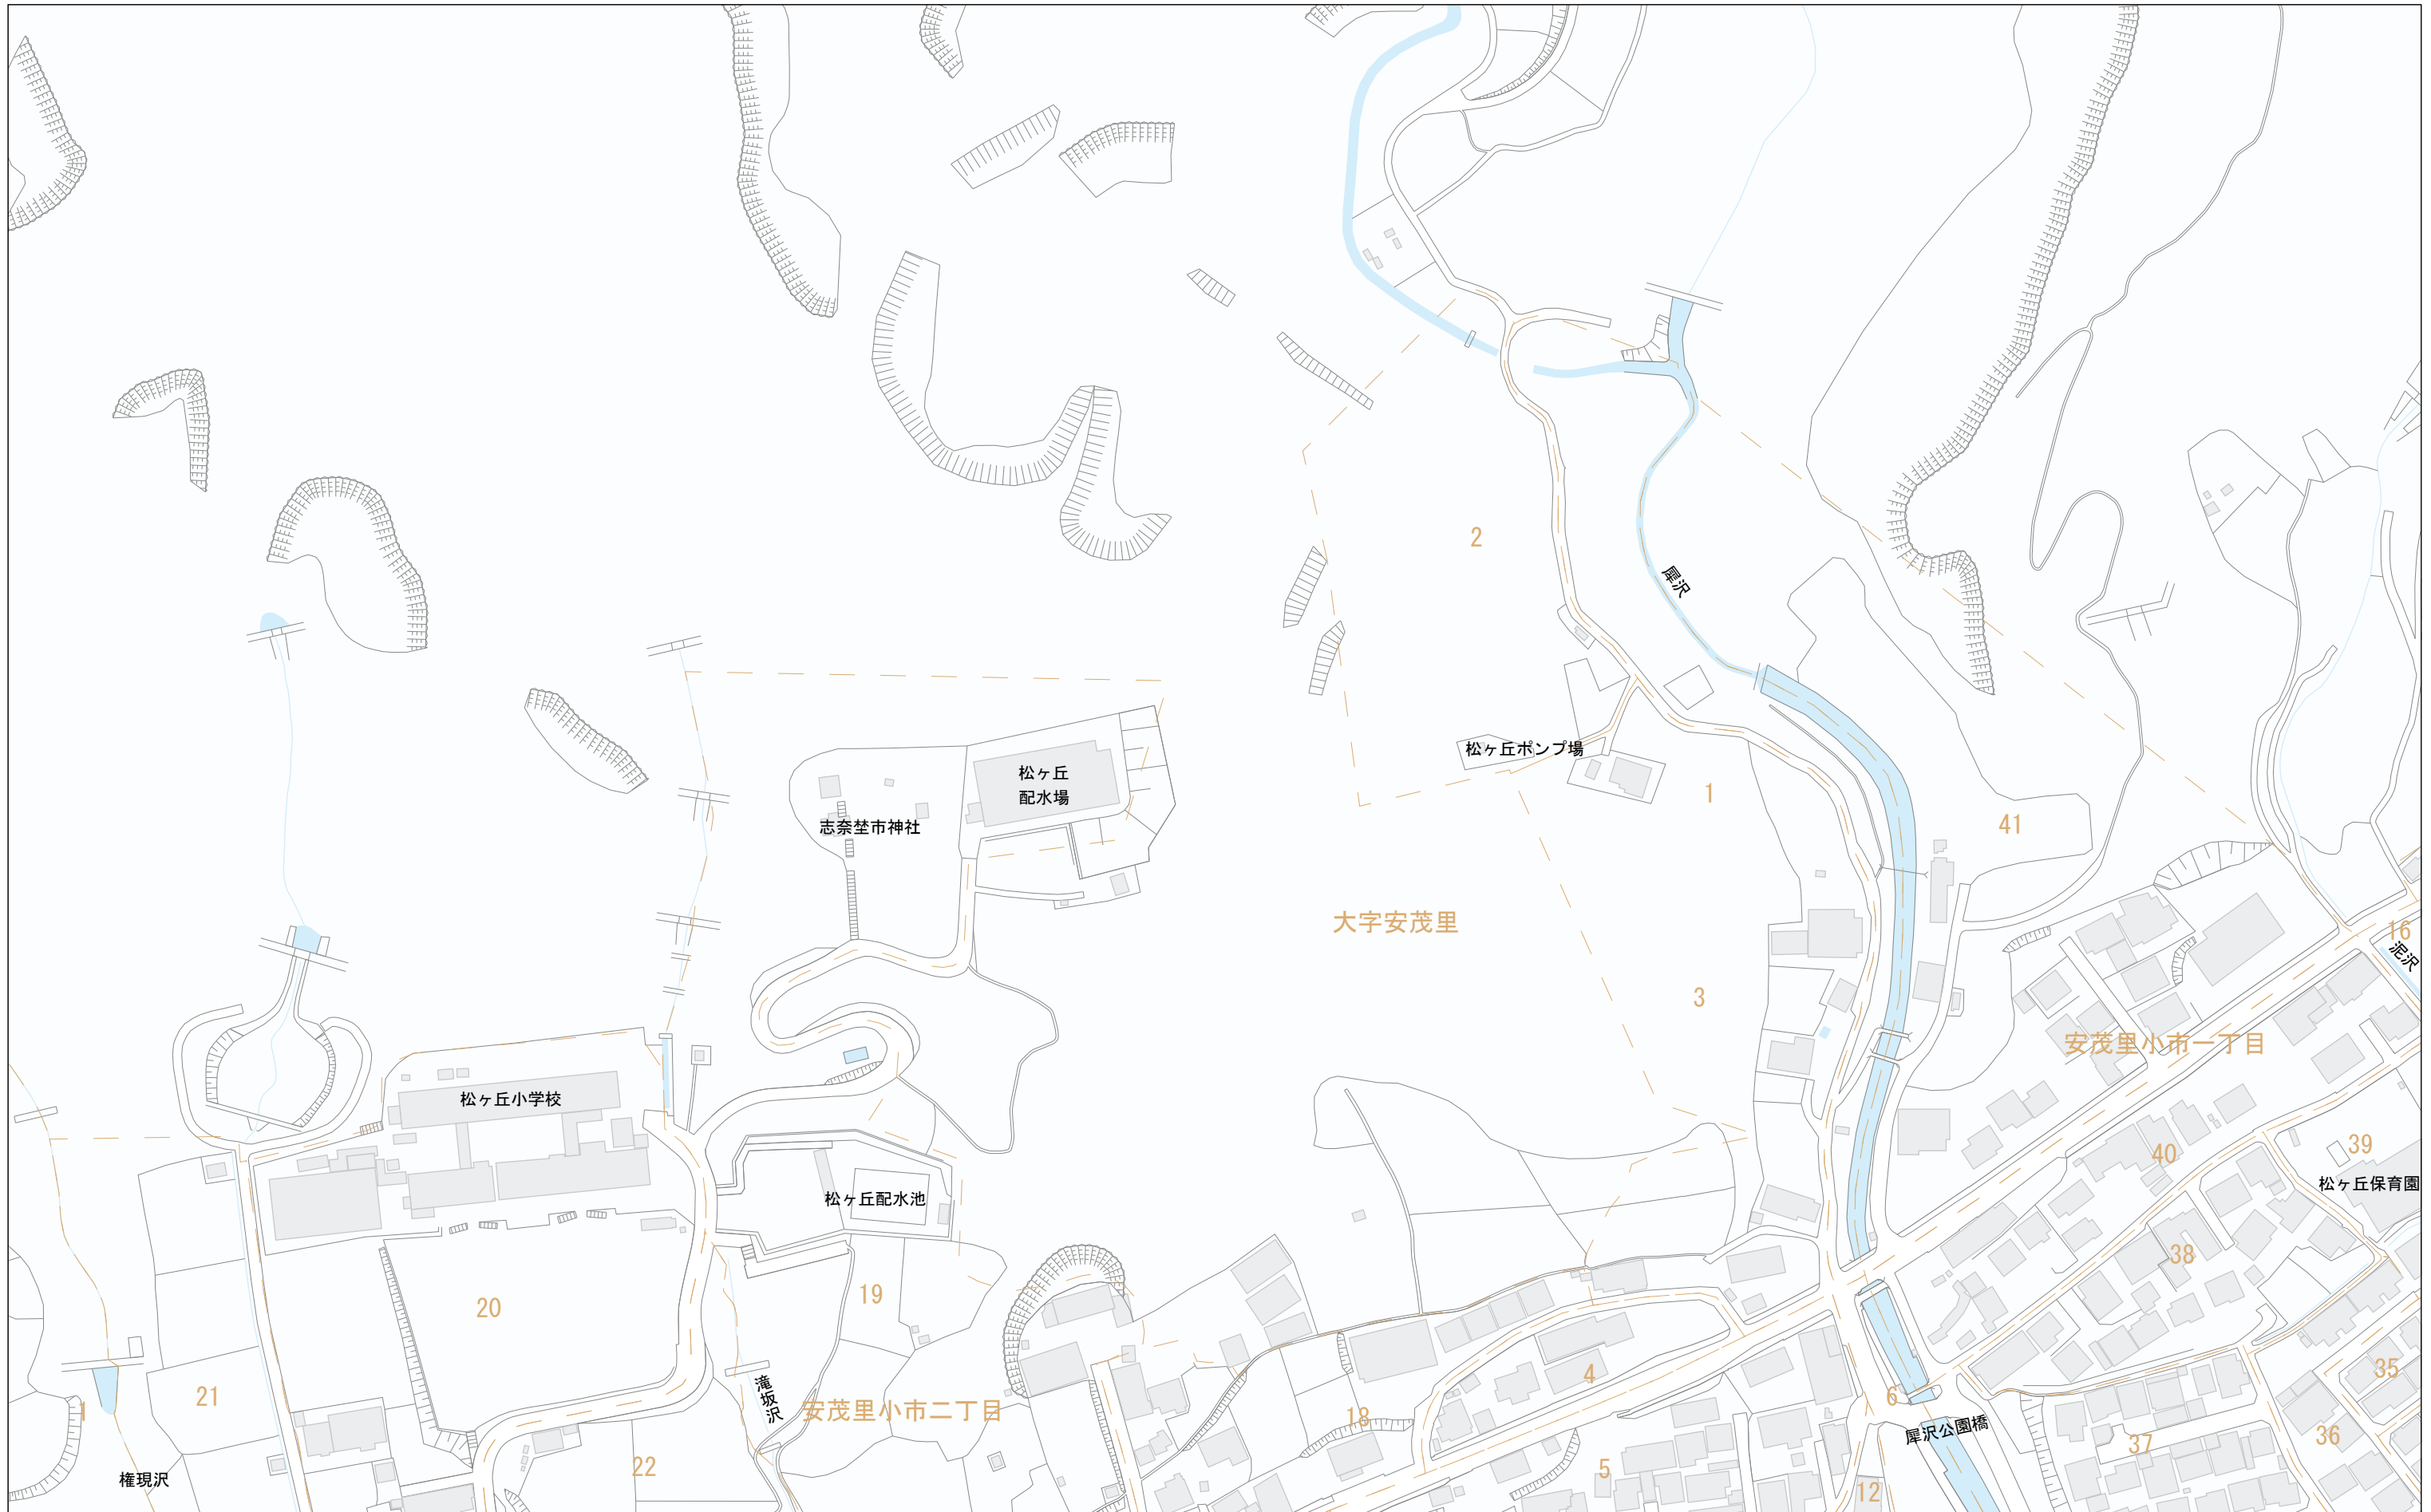 2
犀沢
松ヶ丘ポンプ場
松ヶ丘
配水場
1
志奈埜市神社
41
大字安茂里
16
泥沢
3
安茂里小市一丁目
松ヶ丘小学校
39
40
松ヶ丘保育園
松ヶ丘配水池
38
19
20
35
4
21
1
滝坂沢
安茂里小市二丁目
18
6
犀沢公園橋
36
37
22
5
権現沢
12